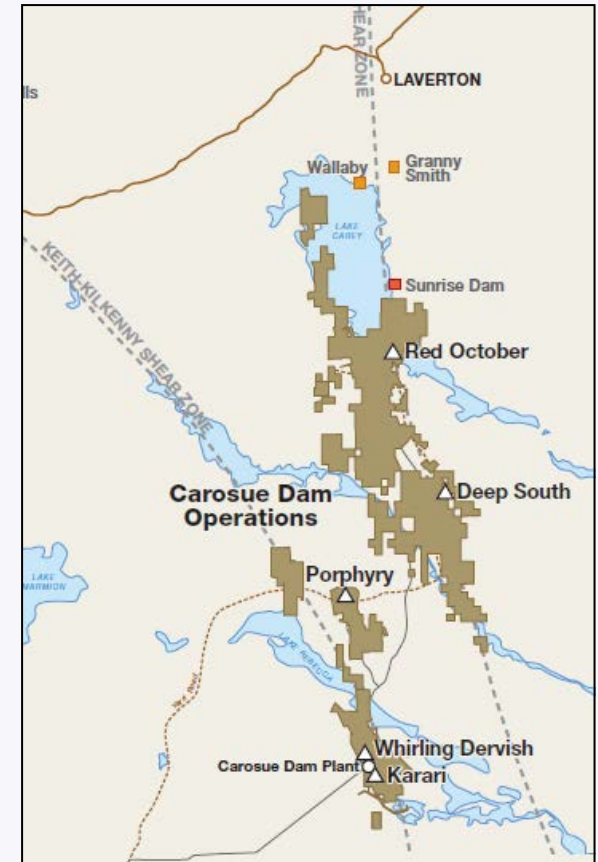 HEAR ZONE
LAVERTON
lls
Wallaby
Granny
Smith
LAKE
CAREY
KEITH-KILKENNY SHEAR ZONE
Sunrise Dam
Red October
Carosue Dam
Operations
Deep South
LAKE
MARMION
Porphyry
LAKE REBECCA
Whirling Dervish
Carosue Dam Plant
Karari